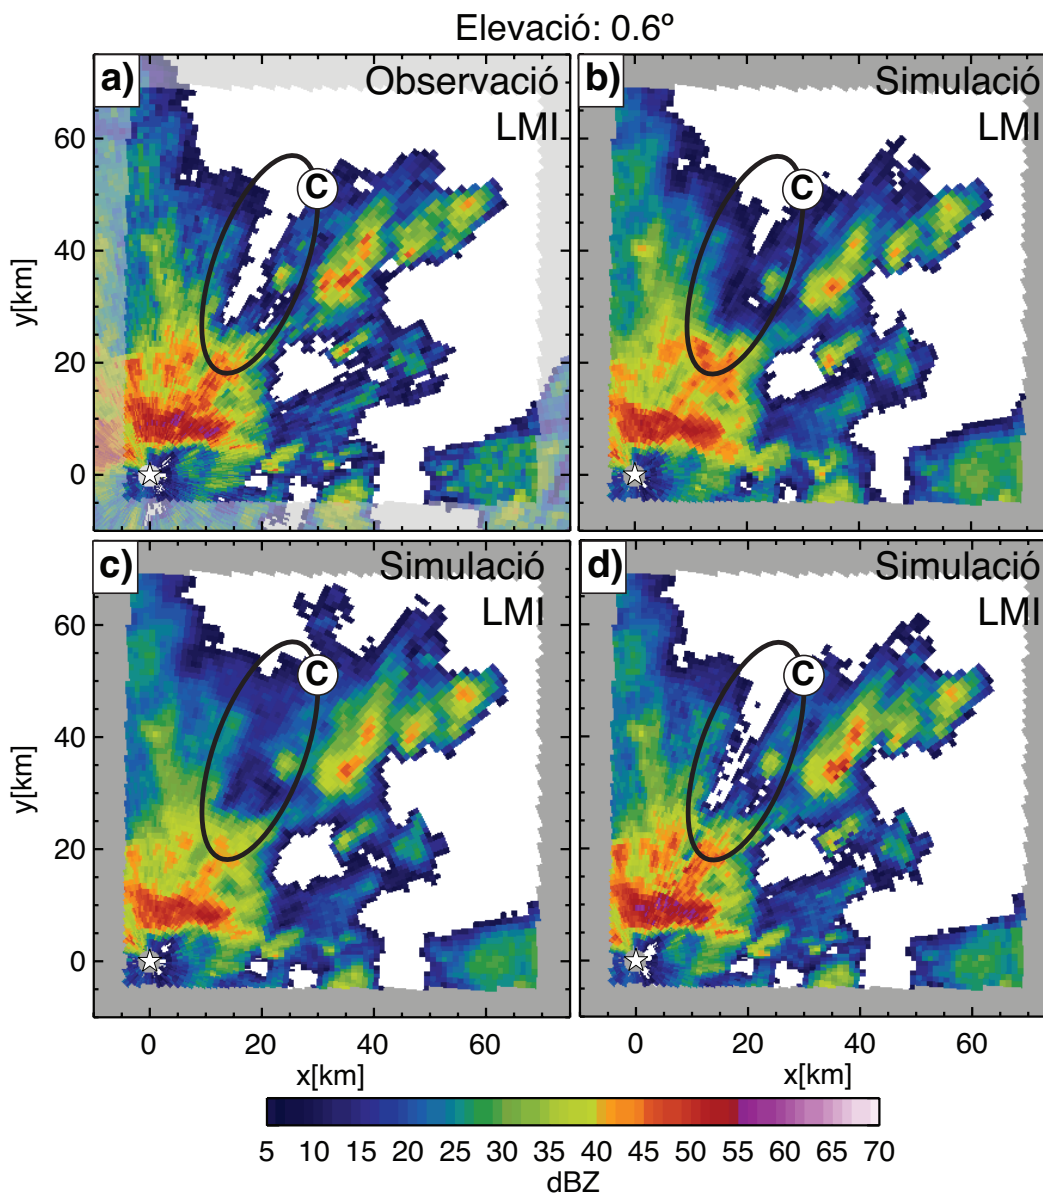 Elevació: 0.6º
a)
Observació
LMI
C
b)
Simulació
LMI
C
y[km]
60
40
20
0
c)
Simulació
LMI
C
d)
Simulació
LMI
C
y[km]
60
40
20
0
0 20 40 60
x[km]
0 20 40 60
x[km]
5 10 15 20 25 30 35 40 45 50 55 60 65 70
dBZ